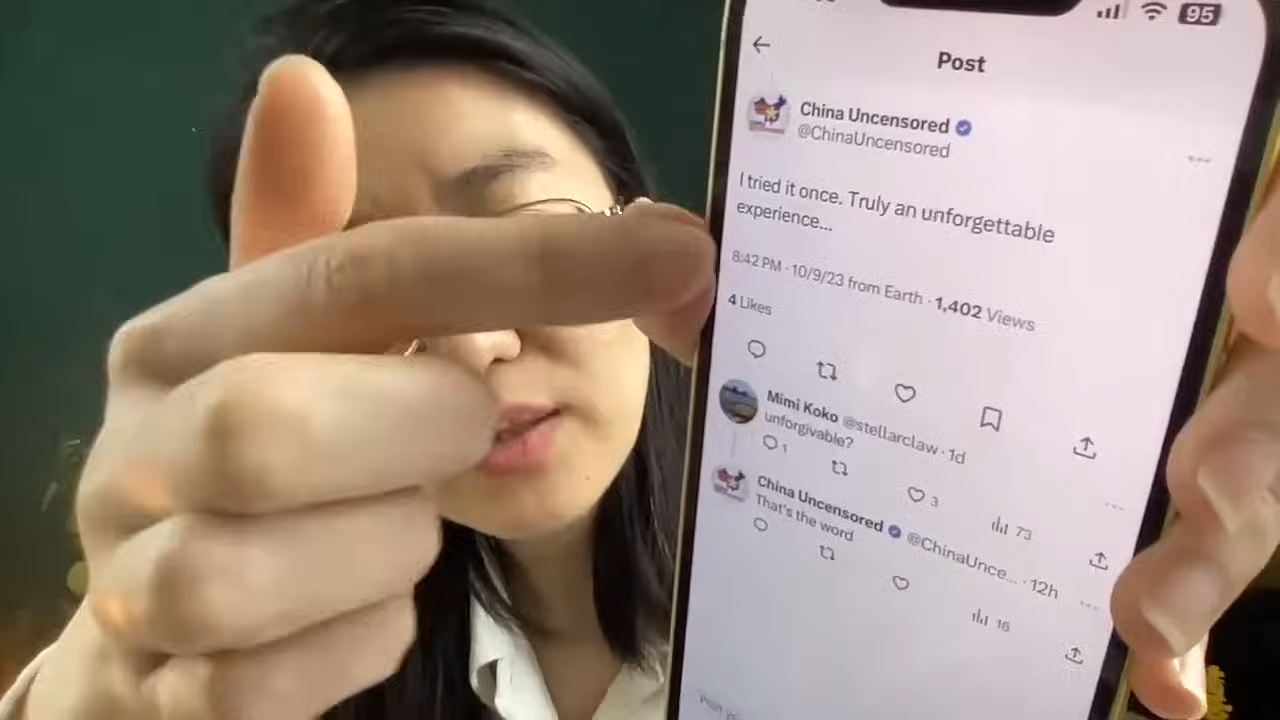 95
Post
China Uncensored
@ChinaUncensored
I tried it once. Truly an unforgettable
experience...
8:42 PM · 10/9/23 from Earth · 1,402 Views
4 Likes
Mimi Koko @stellarclaw · 1d
unforgivable?
1
3
73
China Uncensored @ChinaUnce... · 12h
That's the word
16